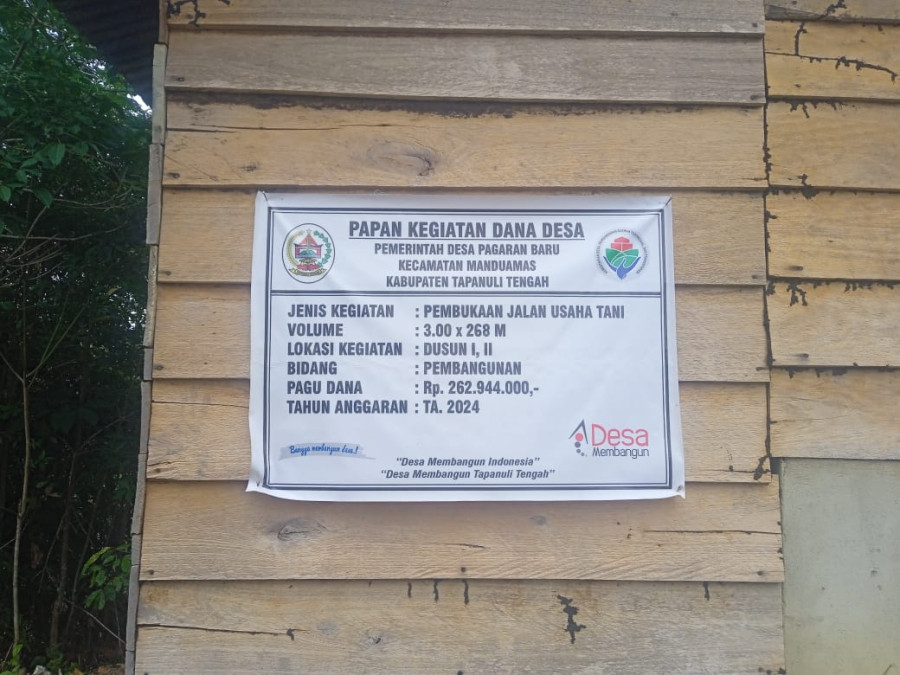 PAPAN KEGIATAN DANA DESA
PEMERINTAH DESA PAGARAN BARU
KECAMATAN MANDUAMAS
KABUPATEN TAPANULI TENGAH
JENIS KEGIATAN : PEMBUKAAN JALAN USAHA TANI
VOLUME : 3.00 x 268 M
LOKASI KEGIATAN : DUSUN I, II
BIDANG : PEMBANGUNAN
PAGU DANA : Rp. 262.944.000,-
TAHUN ANGGARAN : TA. 2024
Bangga membangun desa!
Desa
Membangun
“Desa Membangun Indonesia”
“Desa Membangun Tapanuli Tengah”